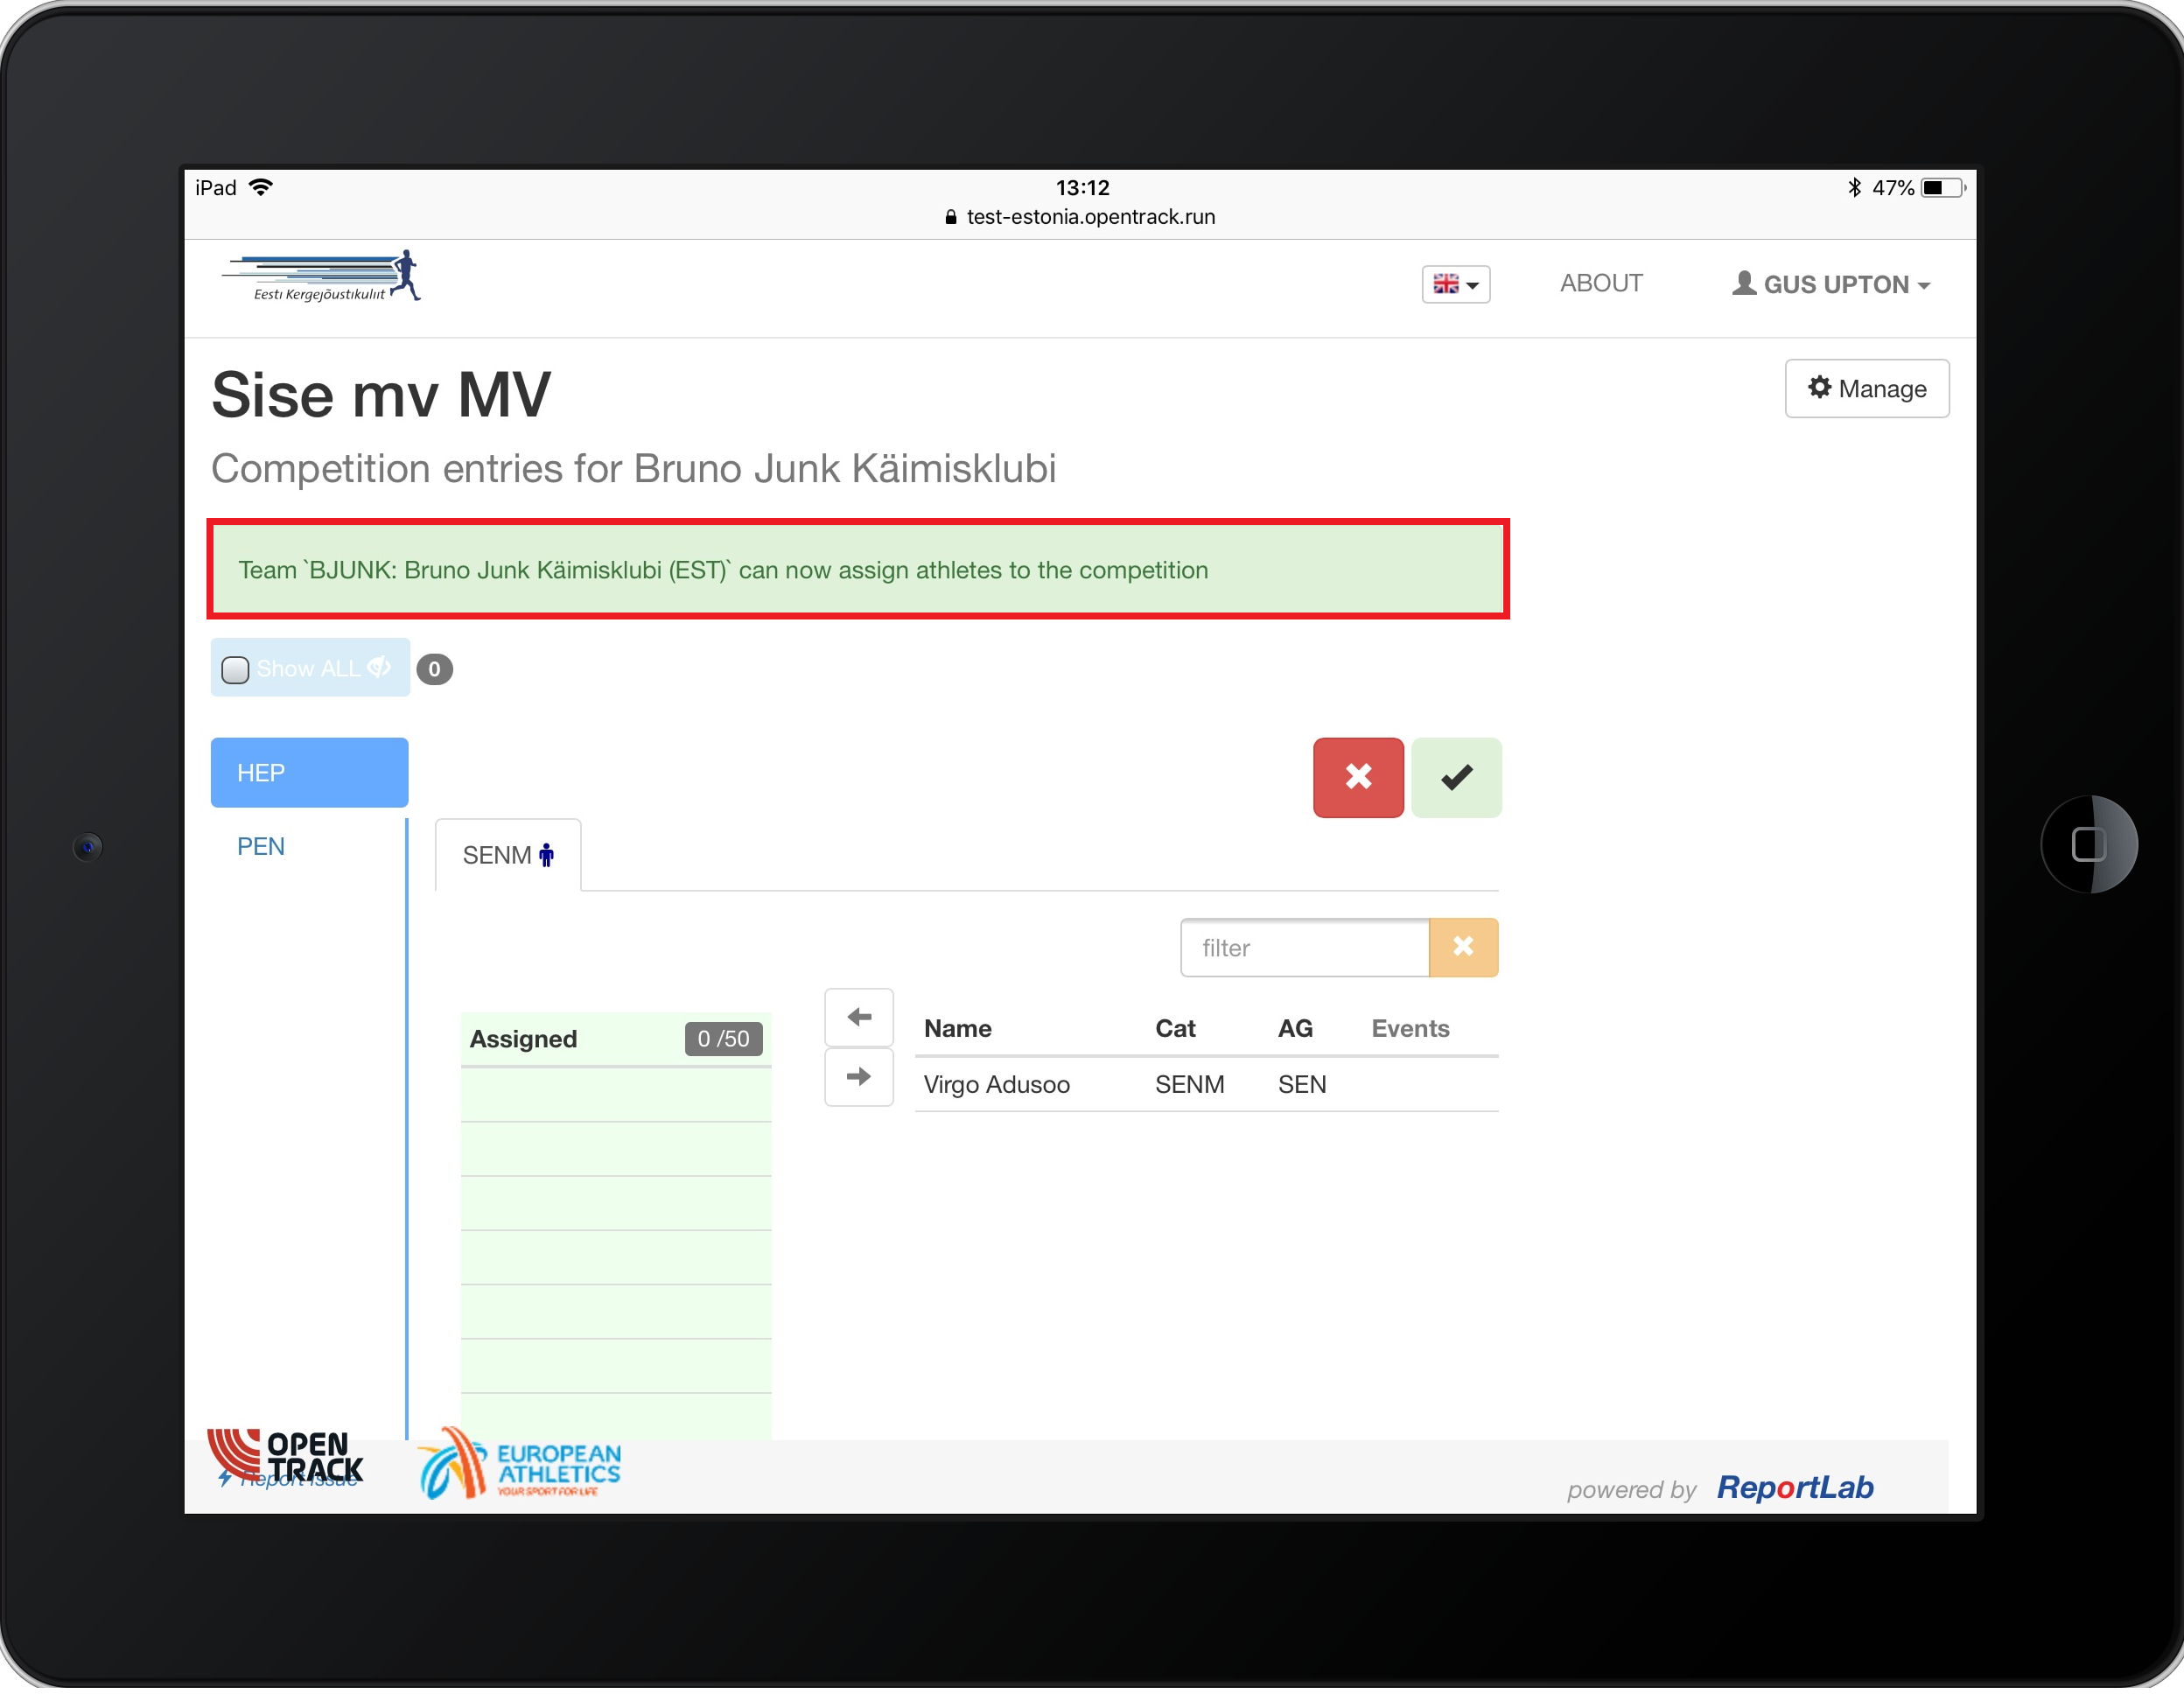 iPad
13:12
47%
test-estonia.opentrack.run
Eesti Kergejõustikuliit
ABOUT
GUS UPTON
Sise mv MV
Manage
Competition entries for Bruno Junk Käimisklubi
Team `BJUNK: Bruno Junk Käimisklubi (EST)` can now assign athletes to the competition
Show ALL
0
HEP
PEN
SENM
filter
Assigned 0 /50
Name Cat AG Events
Virgo Adusoo SENM SEN
OPEN
TRACK
Report Issue
EUROPEAN
ATHLETICS
YOUR SPORT FOR LIFE
powered by ReportLab